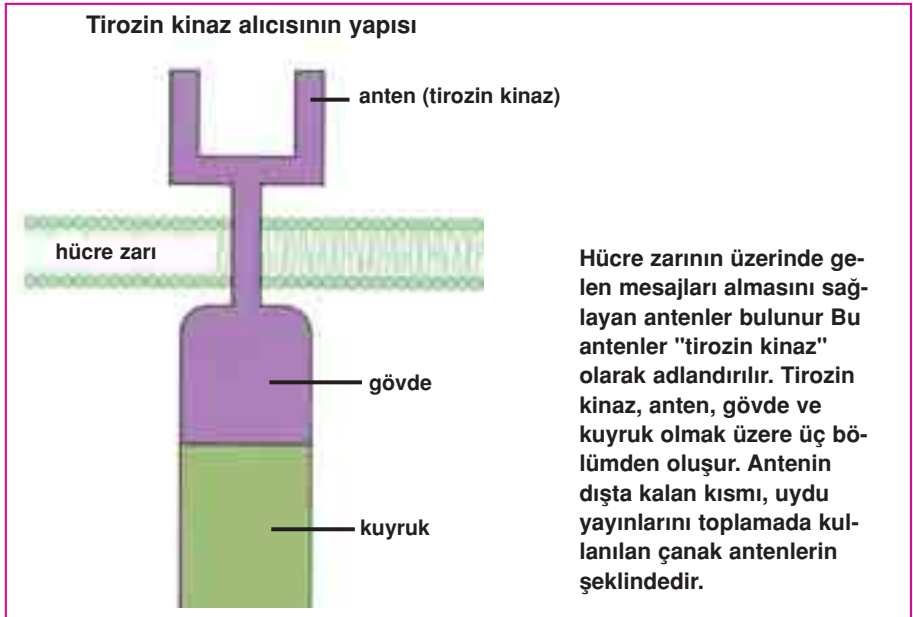 Tirozin kinaz alıcısının yapısı
anten (tirozin kinaz)
hücre zarı
gövde
kuyruk
Hücre zarının üzerinde ge-
len mesajları almasını sağ-
layan antenler bulunur Bu
antenler "tirozin kinaz"
olarak adlandırılır. Tirozin
kinaz, anten, gövde ve
kuyruk olmak üzere üç bö-
lümden oluşur. Antenin
dışta kalan kısmı, uydu
yayınlarını toplamada kul-
lanılan çanak antenlerin
şeklindedir.